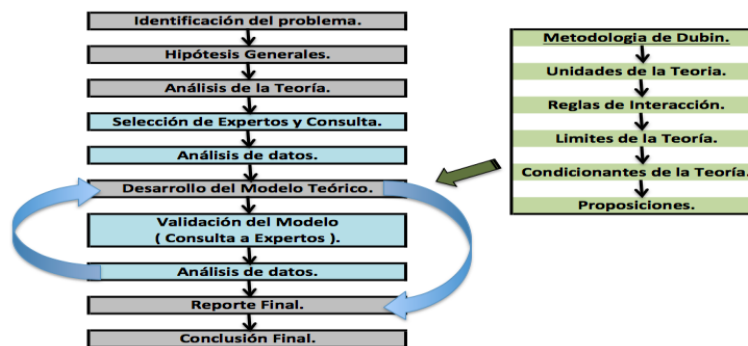 Identificación del problema.
Hipótesis Generales.
Análisis de la Teoría.
Selección de Expertos y Consulta.
Análisis de datos.
Desarrollo del Modelo Teórico.
Validación del Modelo
( Consulta a Expertos ).
Análisis de datos.
Reporte Final.
Conclusión Final.
Metodologia de Dubin.
Unidades de la Teoria.
Reglas de Interacción.
Limites de la Teoría.
Condicionantes de la Teoría.
Proposiciones.